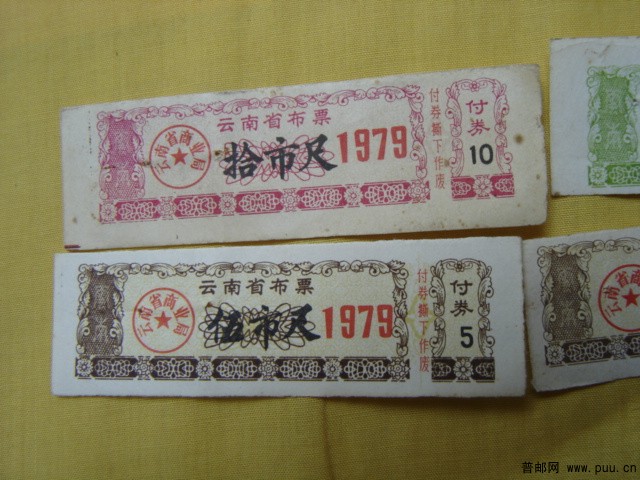 云南省布票
云南省商业局
拾市尺
1979
付券撕下作废
付券
10
云南省布票
云南省商业局
伍市尺
1979
付券撕下作废
付券
5
普邮网 www.puu.cn